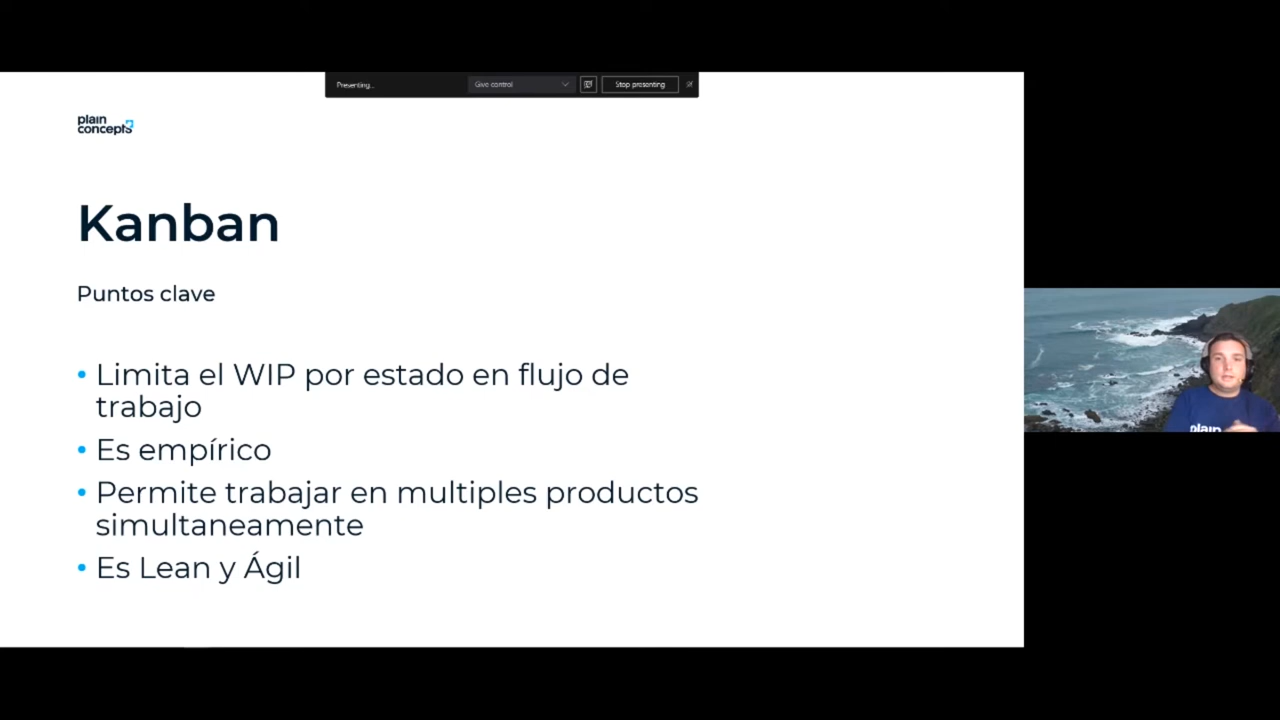 Presenting...
Give control
Stop presenting
plain
concepts
Kanban
Puntos clave
• Limita el WIP por estado en flujo de
trabajo
• Es empírico
• Permite trabajar en multiples productos
simultaneamente
• Es Lean y Ágil
plain